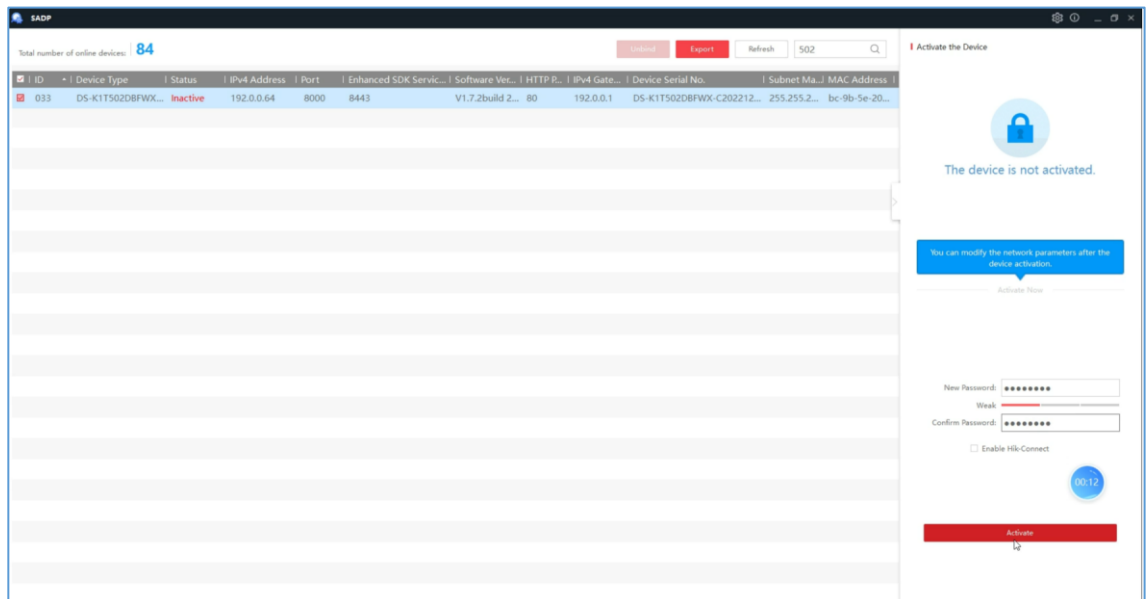 SADP
Total number of online devices: 84
Unbind Export Refresh 502
ID Device Type Status IPv4 Address Port Enhanced SDK Servic... Software Ver... HTTP P... IPv4 Gate... Device Serial No. Subnet Ma... MAC Address
033 DS-K1T502DBFWX... Inactive 192.0.0.64 8000 8443 V1.7.2build 2... 80 192.0.0.1 DS-K1T502DBFWX-C202212... 255.255.2... bc-9b-5e-20...
Activate the Device
The device is not activated.
You can modify the network parameters after the
device activation.
Activate Now
New Password: ●●●●●●●●
Weak
Confirm Password: ●●●●●●●●
Enable Hik-Connect
00:12
Activate